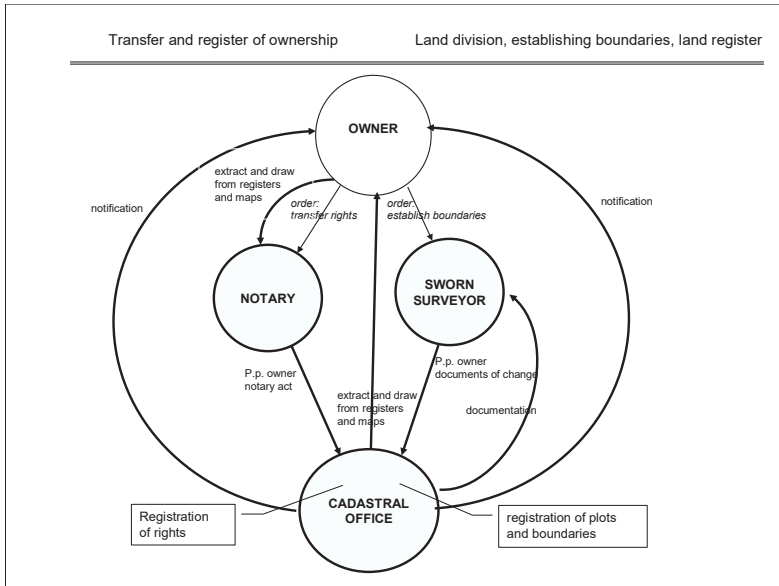 Transfer and register of ownership
Land division, establishing boundaries, land register
OWNER
extract and draw
from registers
and maps
notification
order:
transfer rights
order:
establish boundaries
notification
NOTARY
SWORN
SURVEYOR
P.p. owner
notary act
P.p. owner
documents of change
extract and draw
from registers
and maps
documentation
CADASTRAL
OFFICE
Registration
of rights
registration of plots
and boundaries